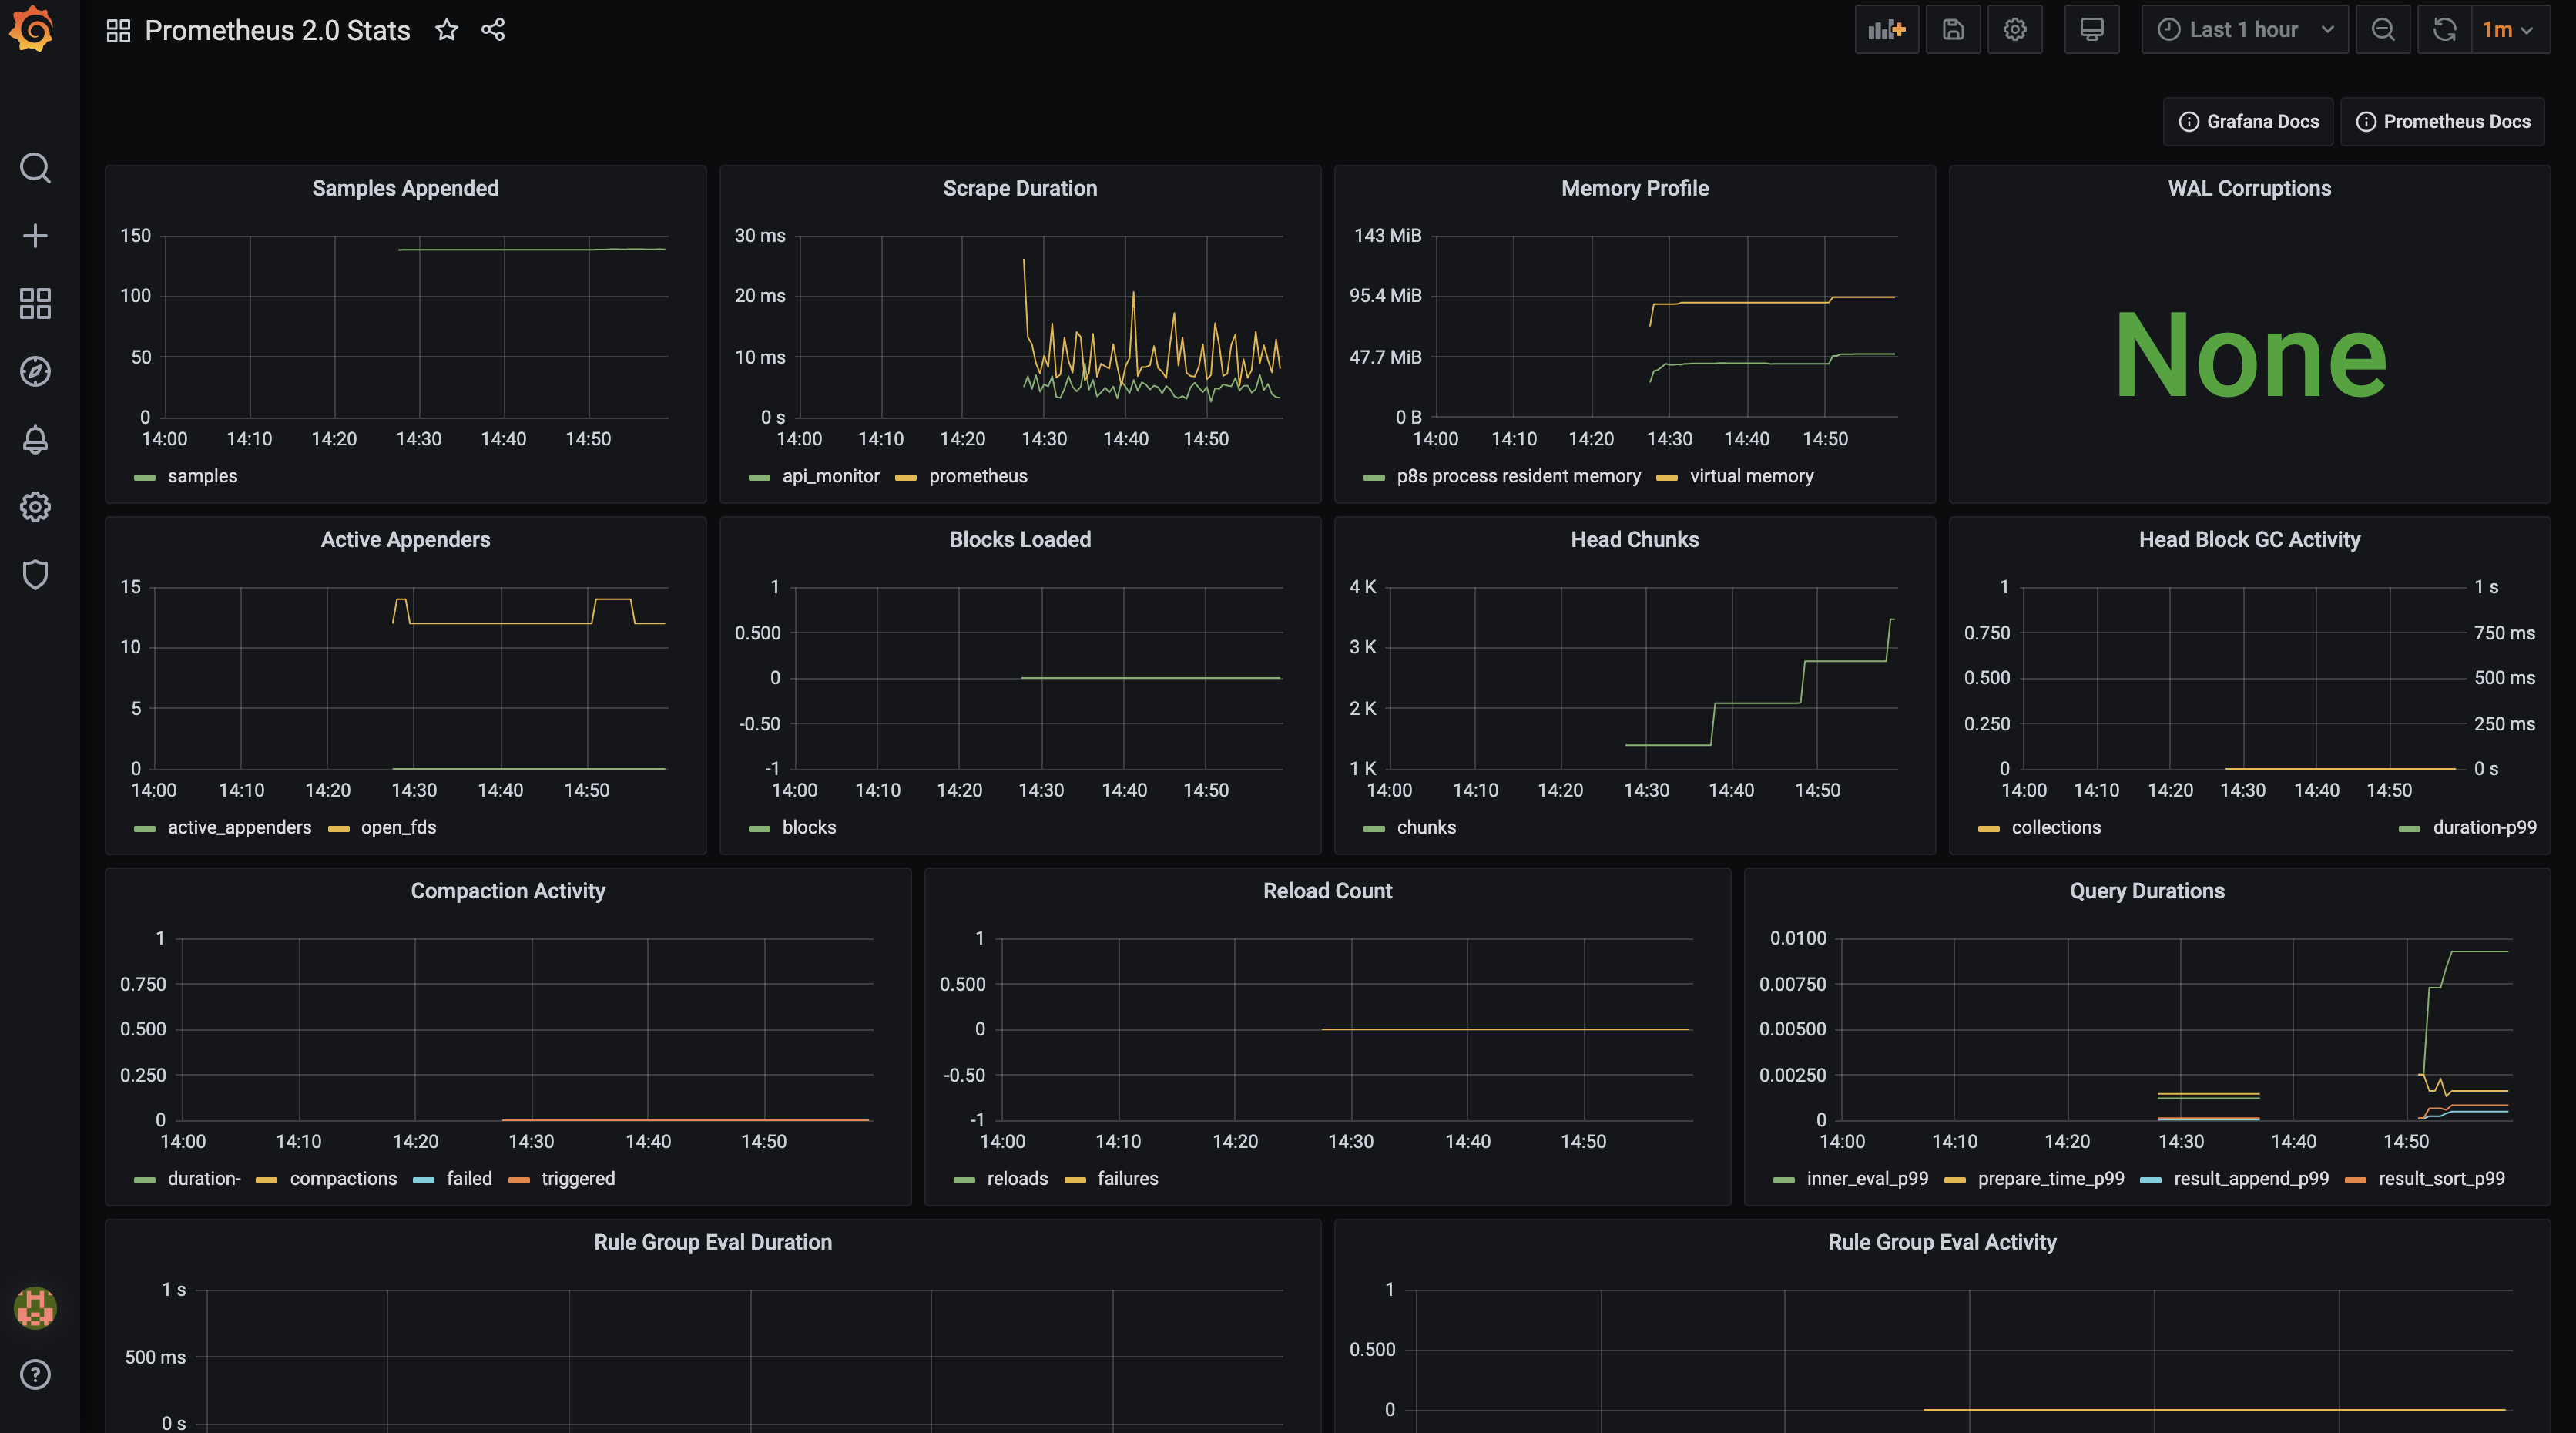 Prometheus 2.0 Stats
Last 1 hour
1m
Grafana Docs
Prometheus Docs
Samples Appended
150
100
50
0
14:00 14:10 14:20 14:30 14:40 14:50
samples
Scrape Duration
30 ms
20 ms
10 ms
0 s
14:00 14:10 14:20 14:30 14:40 14:50
api_monitor prometheus
Memory Profile
143 MiB
95.4 MiB
47.7 MiB
0 B
14:00 14:10 14:20 14:30 14:40 14:50
p8s process resident memory virtual memory
WAL Corruptions
None
Active Appenders
15
10
5
0
14:00 14:10 14:20 14:30 14:40 14:50
active_appenders open_fds
Blocks Loaded
1
0.500
0
-0.50
-1
14:00 14:10 14:20 14:30 14:40 14:50
blocks
Head Chunks
4 K
3 K
2 K
1 K
14:00 14:10 14:20 14:30 14:40 14:50
chunks
Head Block GC Activity
1 1 s
0.750 750 ms
0.500 500 ms
0.250 250 ms
0 0 s
14:00 14:10 14:20 14:30 14:40 14:50
collections duration-p99
Compaction Activity
1
0.750
0.500
0.250
0
14:00 14:10 14:20 14:30 14:40 14:50
duration- compactions failed triggered
Reload Count
1
0.500
0
-0.50
-1
14:00 14:10 14:20 14:30 14:40 14:50
reloads failures
Query Durations
0.0100
0.00750
0.00500
0.00250
0
14:00 14:10 14:20 14:30 14:40 14:50
inner_eval_p99 prepare_time_p99 result_append_p99 result_sort_p99
Rule Group Eval Duration
1 s
500 ms
0 s
Rule Group Eval Activity
1
0.500
0